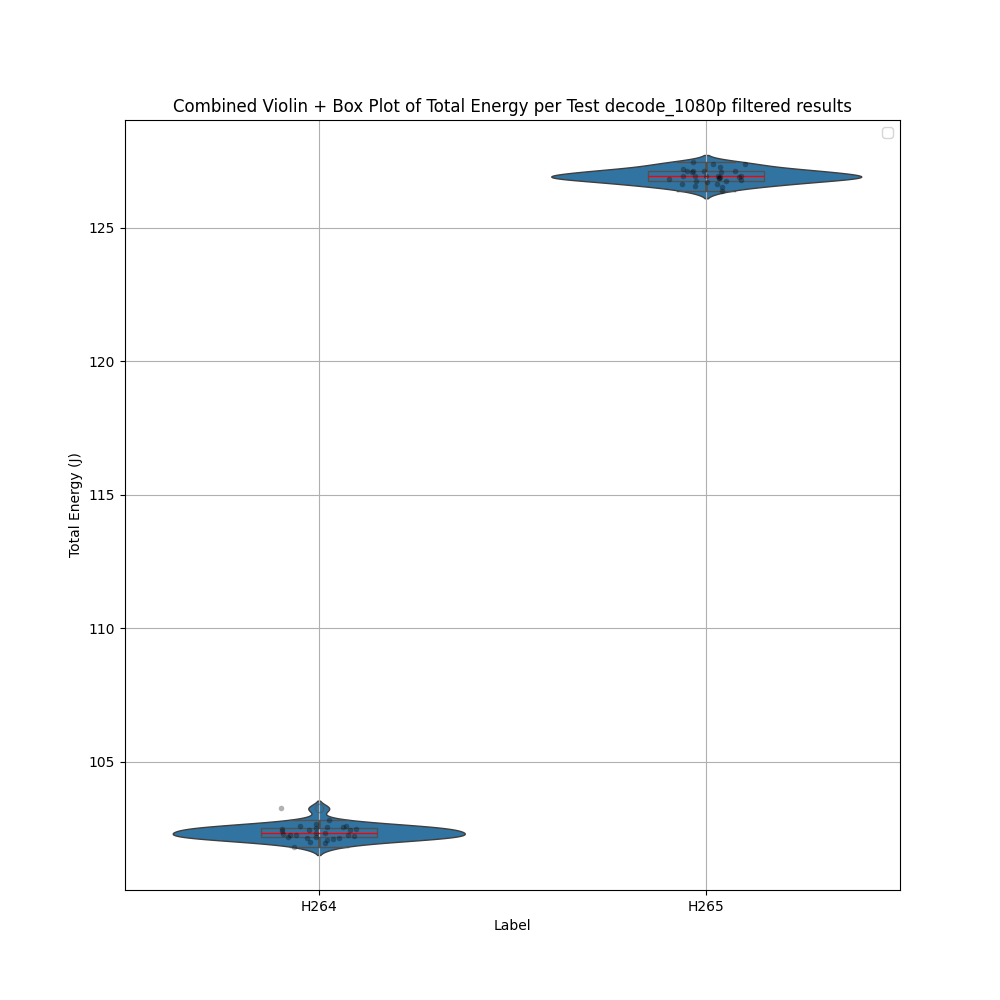 Combined Violin + Box Plot of Total Energy per Test decode_1080p filtered results
125
120
115
110
105
Total Energy (J)
H264
H265
Label